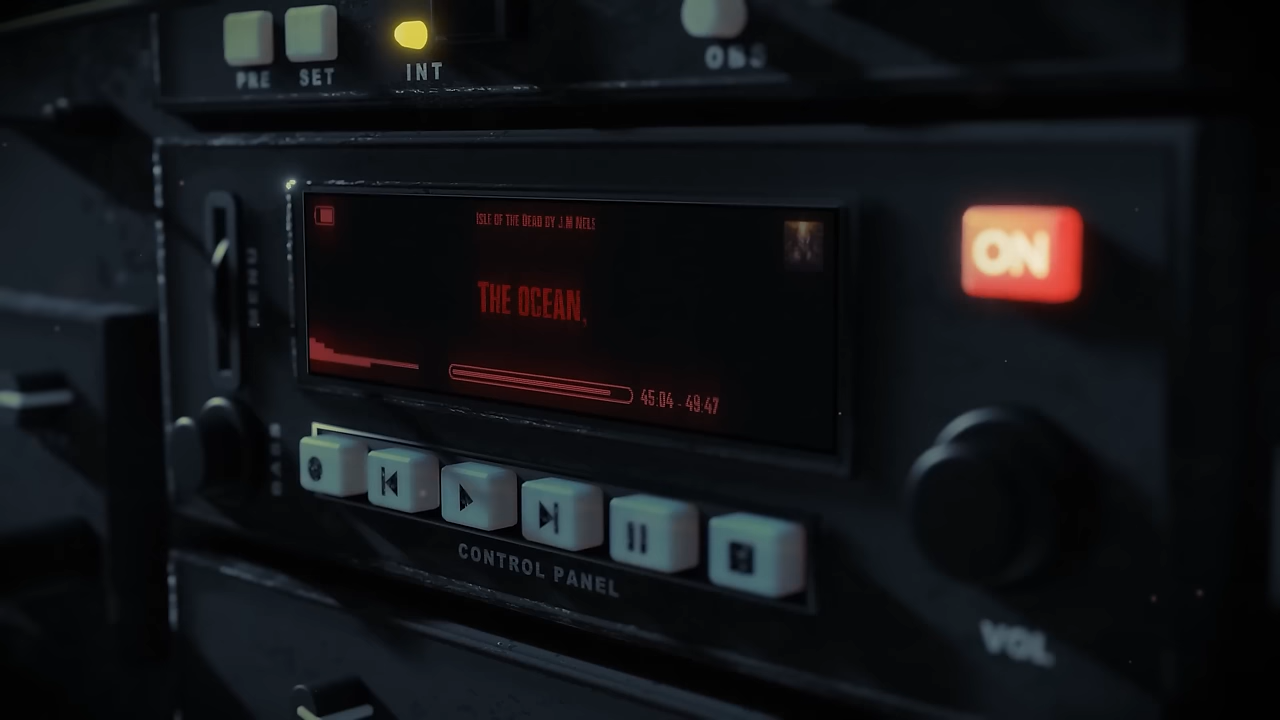 PRE SET INT OBS
ISLE OF THE DEAD BY J.M NEILS
THE OCEAN,
45:04 - 49:47
ON
CONTROL PANEL
VOL